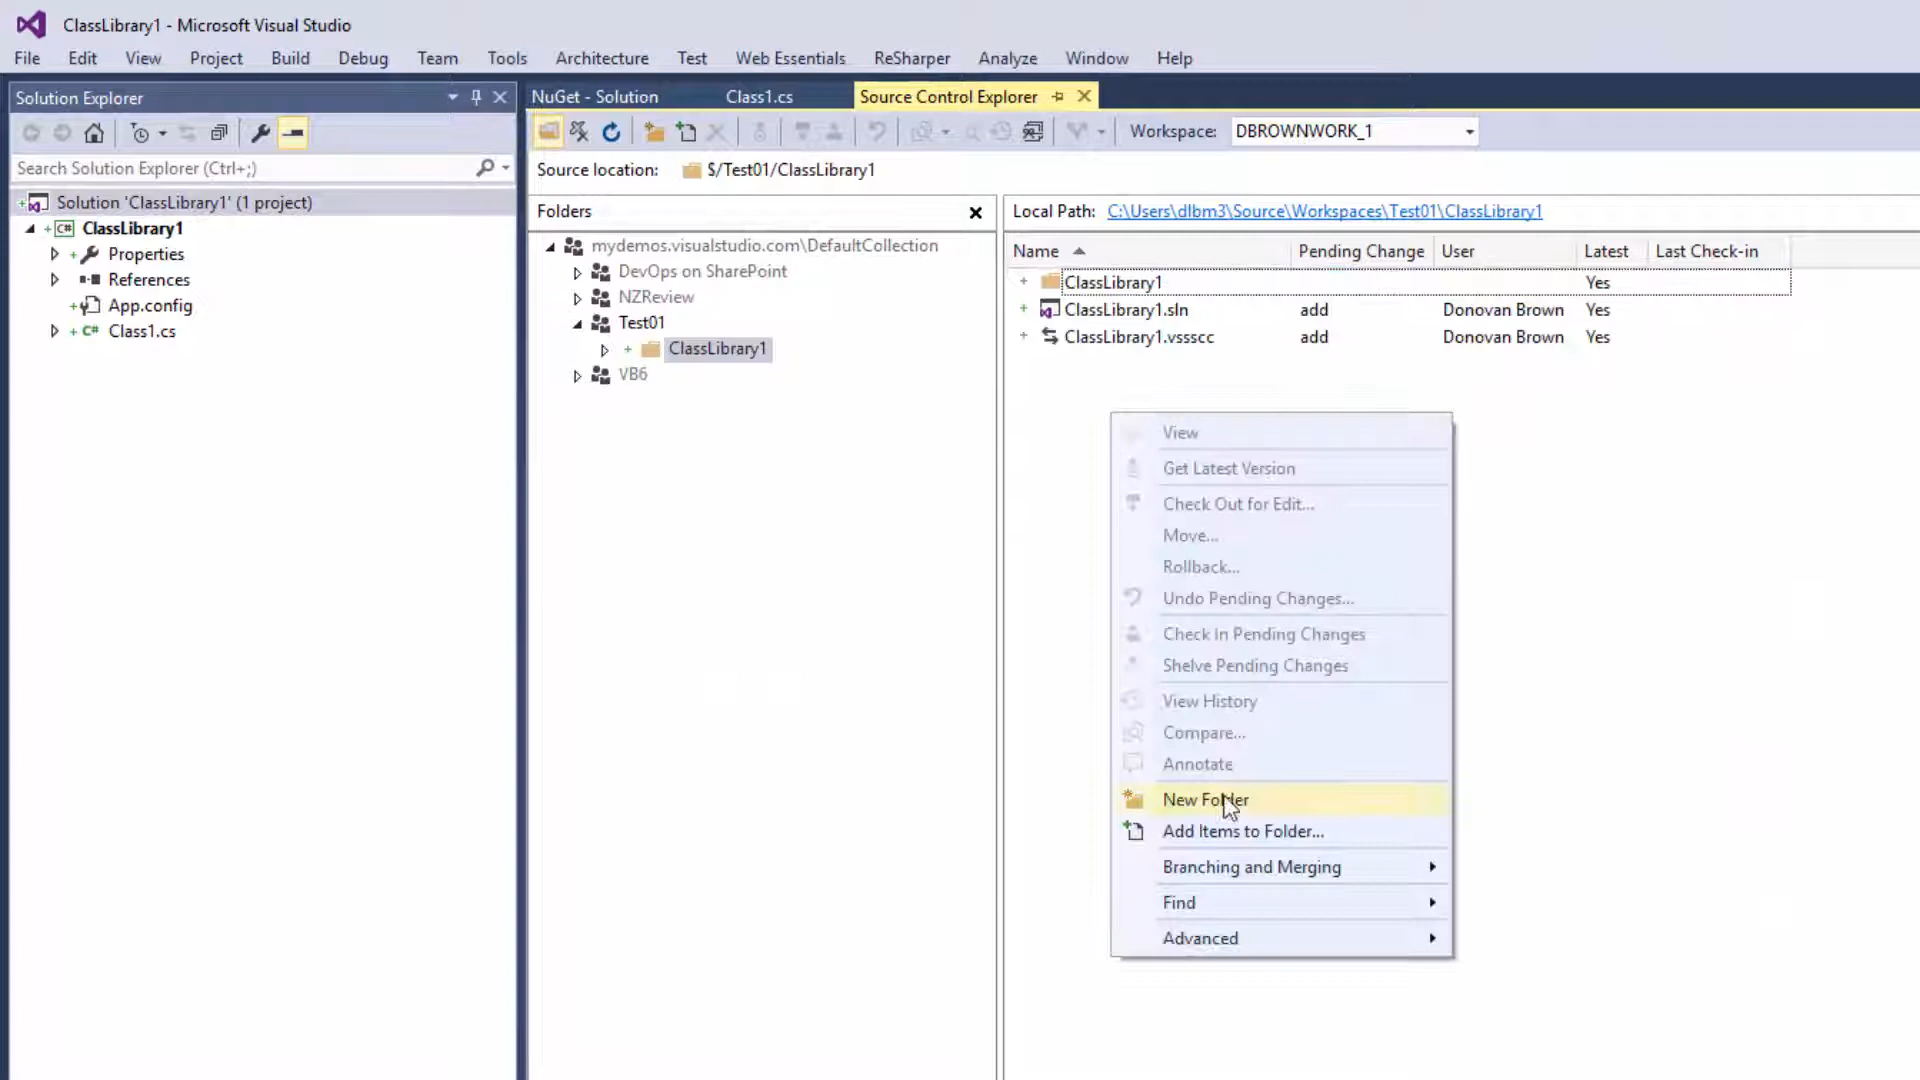 ClassLibrary1 - Microsoft Visual Studio
File Edit View Project Build Debug Team Tools Architecture Test Web Essentials ReSharper Analyze Window Help
Solution Explorer
Search Solution Explorer (Ctrl+;)
Solution 'ClassLibrary1' (1 project)
ClassLibrary1
Properties
References
App.config
Class1.cs
NuGet - Solution Class1.cs Source Control Explorer
Workspace: DBROWNWORK_1
Source location: $/Test01/ClassLibrary1
Folders
mydemos.visualstudio.com\DefaultCollection
DevOps on SharePoint
NZReview
Test01
ClassLibrary1
VB6
Local Path: C:\Users\dlbm3\Source\Workspaces\Test01\ClassLibrary1
Name Pending Change User Latest Last Check-in
ClassLibrary1 Yes
ClassLibrary1.sln add Donovan Brown Yes
ClassLibrary1.vssscc add Donovan Brown Yes
View
Get Latest Version
Check Out for Edit...
Move...
Rollback...
Undo Pending Changes...
Check In Pending Changes
Shelve Pending Changes
View History
Compare...
Annotate
New Folder
Add Items to Folder...
Branching and Merging
Find
Advanced